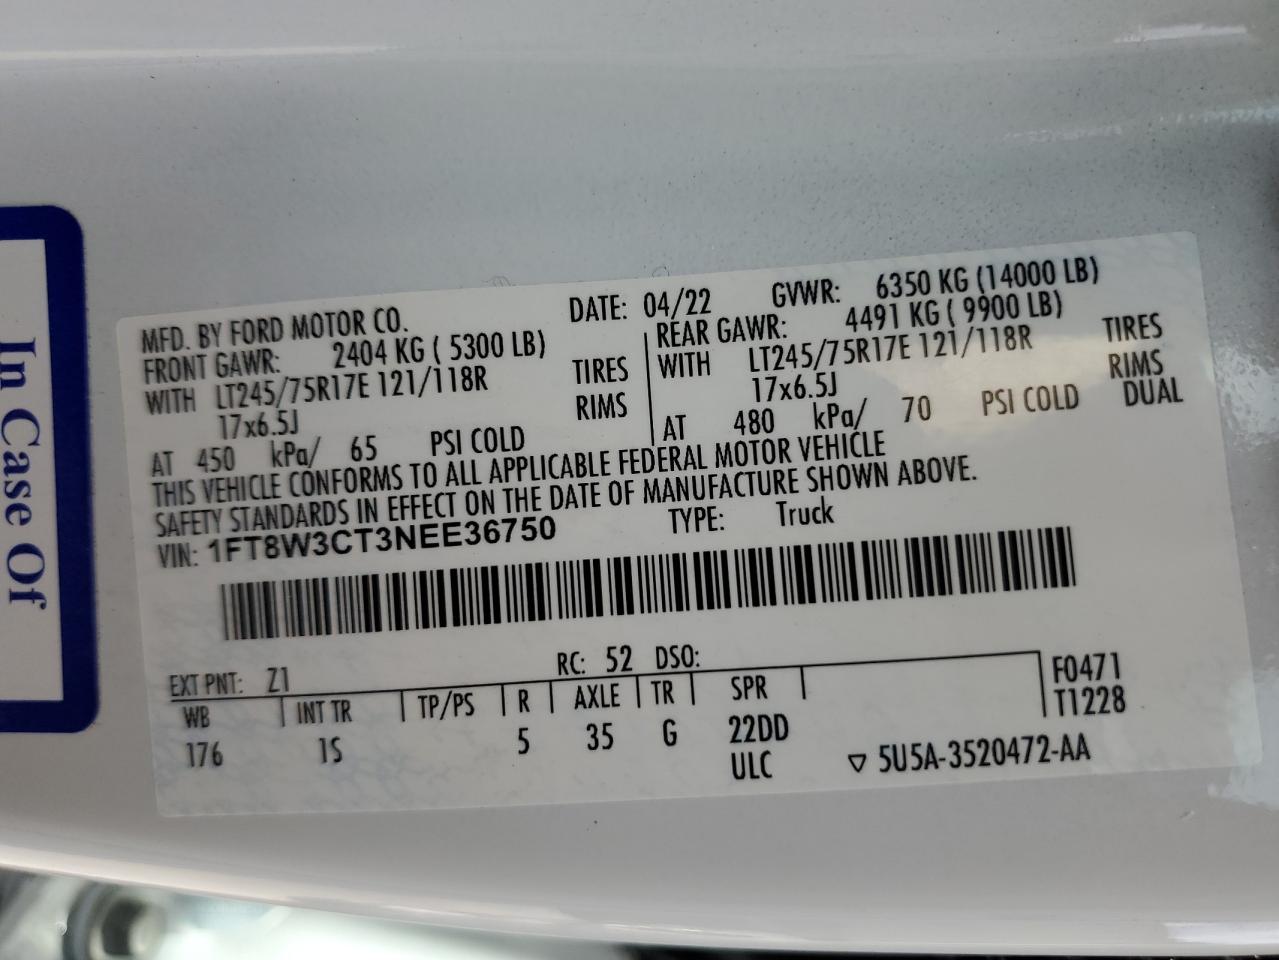 In Case Of
MFD. BY FORD MOTOR CO. DATE: 04/22 GVWR: 6350 KG (14000 LB)
FRONT GAWR: 2404 KG ( 5300 LB) REAR GAWR: 4491 KG ( 9900 LB)
WITH LT245/75R17E 121/118R TIRES WITH LT245/75R17E 121/118R TIRES
17x6.5J RIMS 17x6.5J RIMS
AT 450 kPa/ 65 PSI COLD AT 480 kPa/ 70 PSI COLD DUAL
THIS VEHICLE CONFORMS TO ALL APPLICABLE FEDERAL MOTOR VEHICLE
SAFETY STANDARDS IN EFFECT ON THE DATE OF MANUFACTURE SHOWN ABOVE.
VIN: 1FT8W3CT3NEE36750 TYPE: Truck
EXT PNT: Z1 RC: 52 DSO:
WB INT TR TP/PS R AXLE TR SPR F0471
176 1S 5 35 G 22DD T1228
ULC ▽ 5U5A-3520472-AA